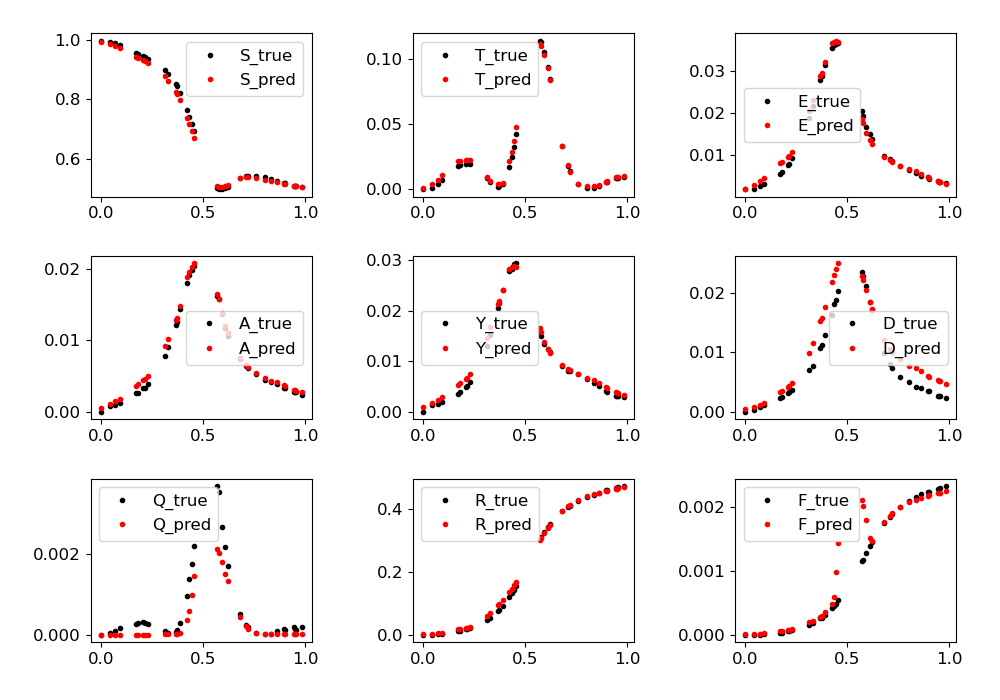 1.0
0.8
0.6
S_true
S_pred
0.0 0.5 1.0
0.10
0.05
0.00
T_true
T_pred
0.0 0.5 1.0
0.03
0.02
0.01
E_true
E_pred
0.0 0.5 1.0
0.02
0.01
0.00
A_true
A_pred
0.0 0.5 1.0
0.03
0.02
0.01
0.00
Y_true
Y_pred
0.0 0.5 1.0
0.02
0.01
0.00
D_true
D_pred
0.0 0.5 1.0
0.002
0.000
Q_true
Q_pred
0.0 0.5 1.0
0.4
0.2
0.0
R_true
R_pred
0.0 0.5 1.0
0.002
0.001
0.000
F_true
F_pred
0.0 0.5 1.0